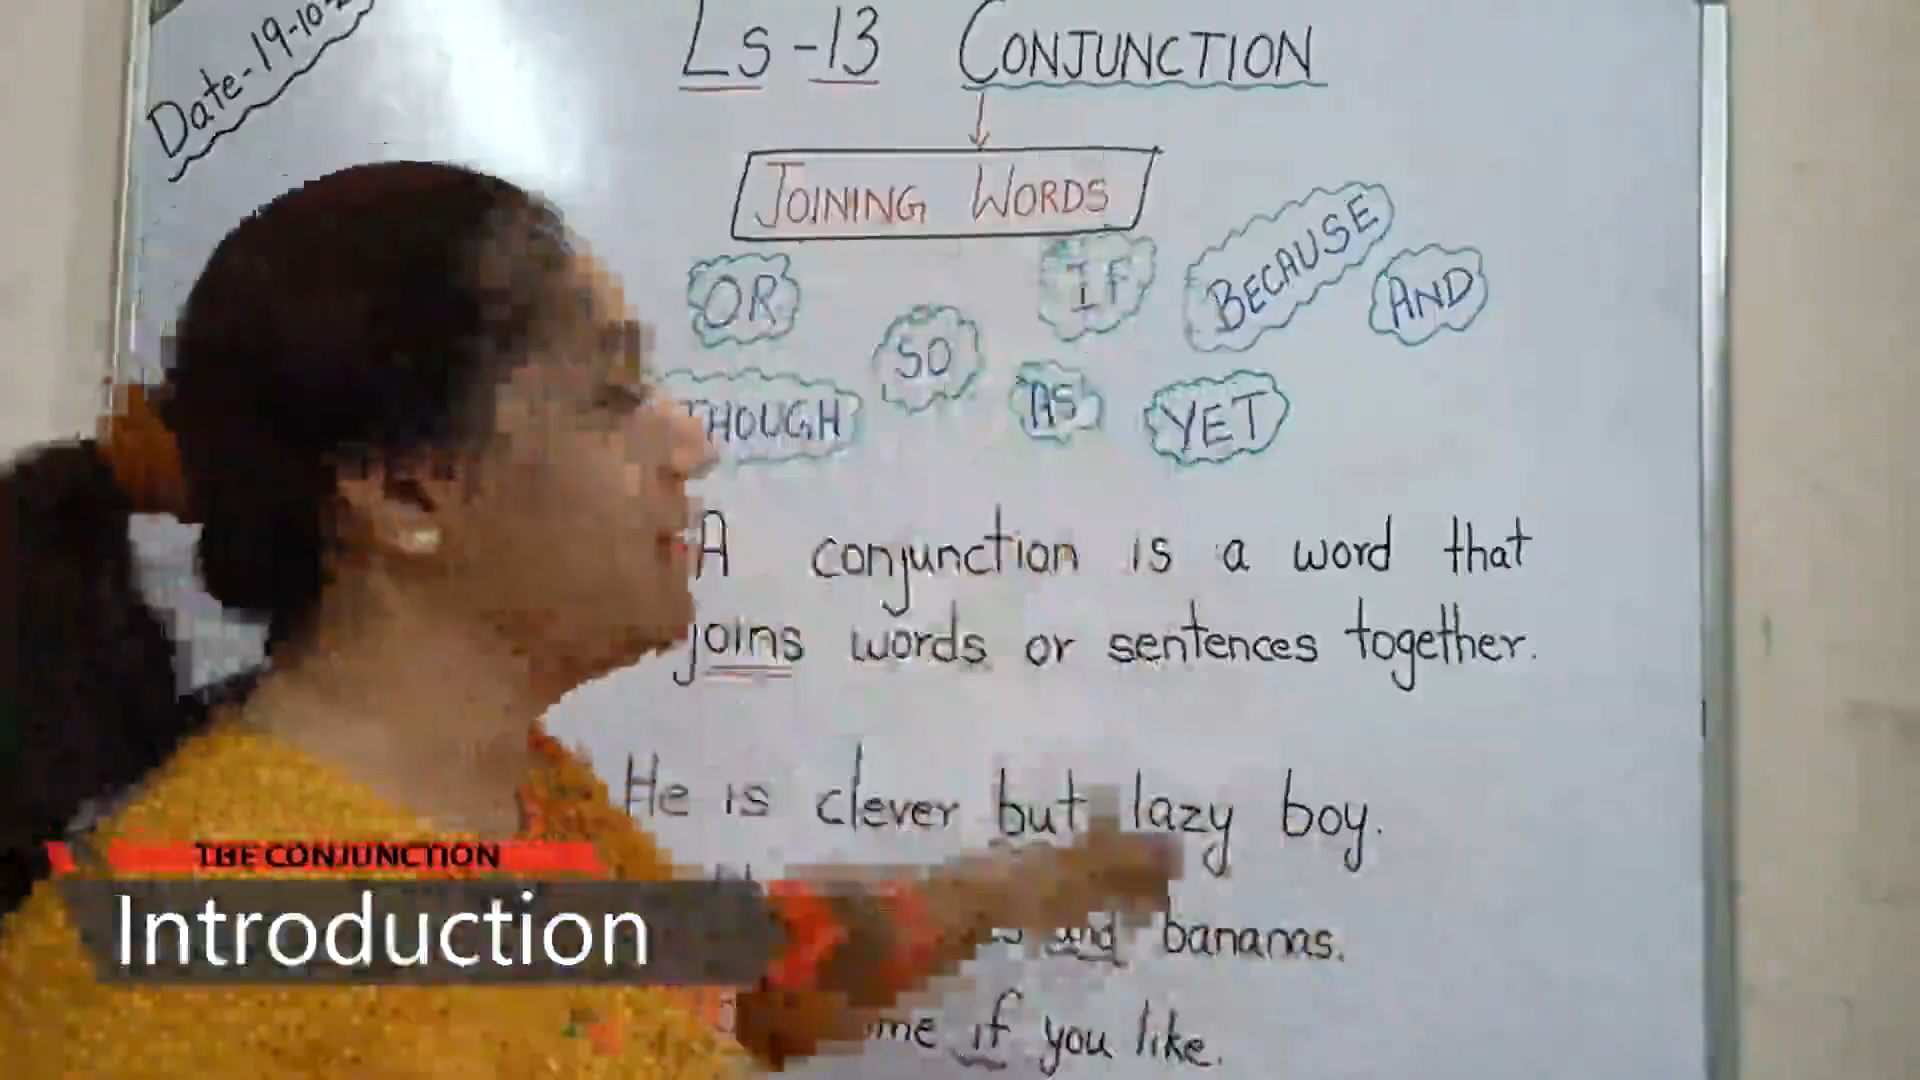 Date-19-10-
Ls-13 CONJUNCTION
JOINING WORDS
OR SO IF BECAUSE AND
THOUGH AS YET
A conjunction is a word that
joins words or sentences together.
He is clever but lazy boy.
and bananas.
if you like.
THE CONJUNCTION
Introduction